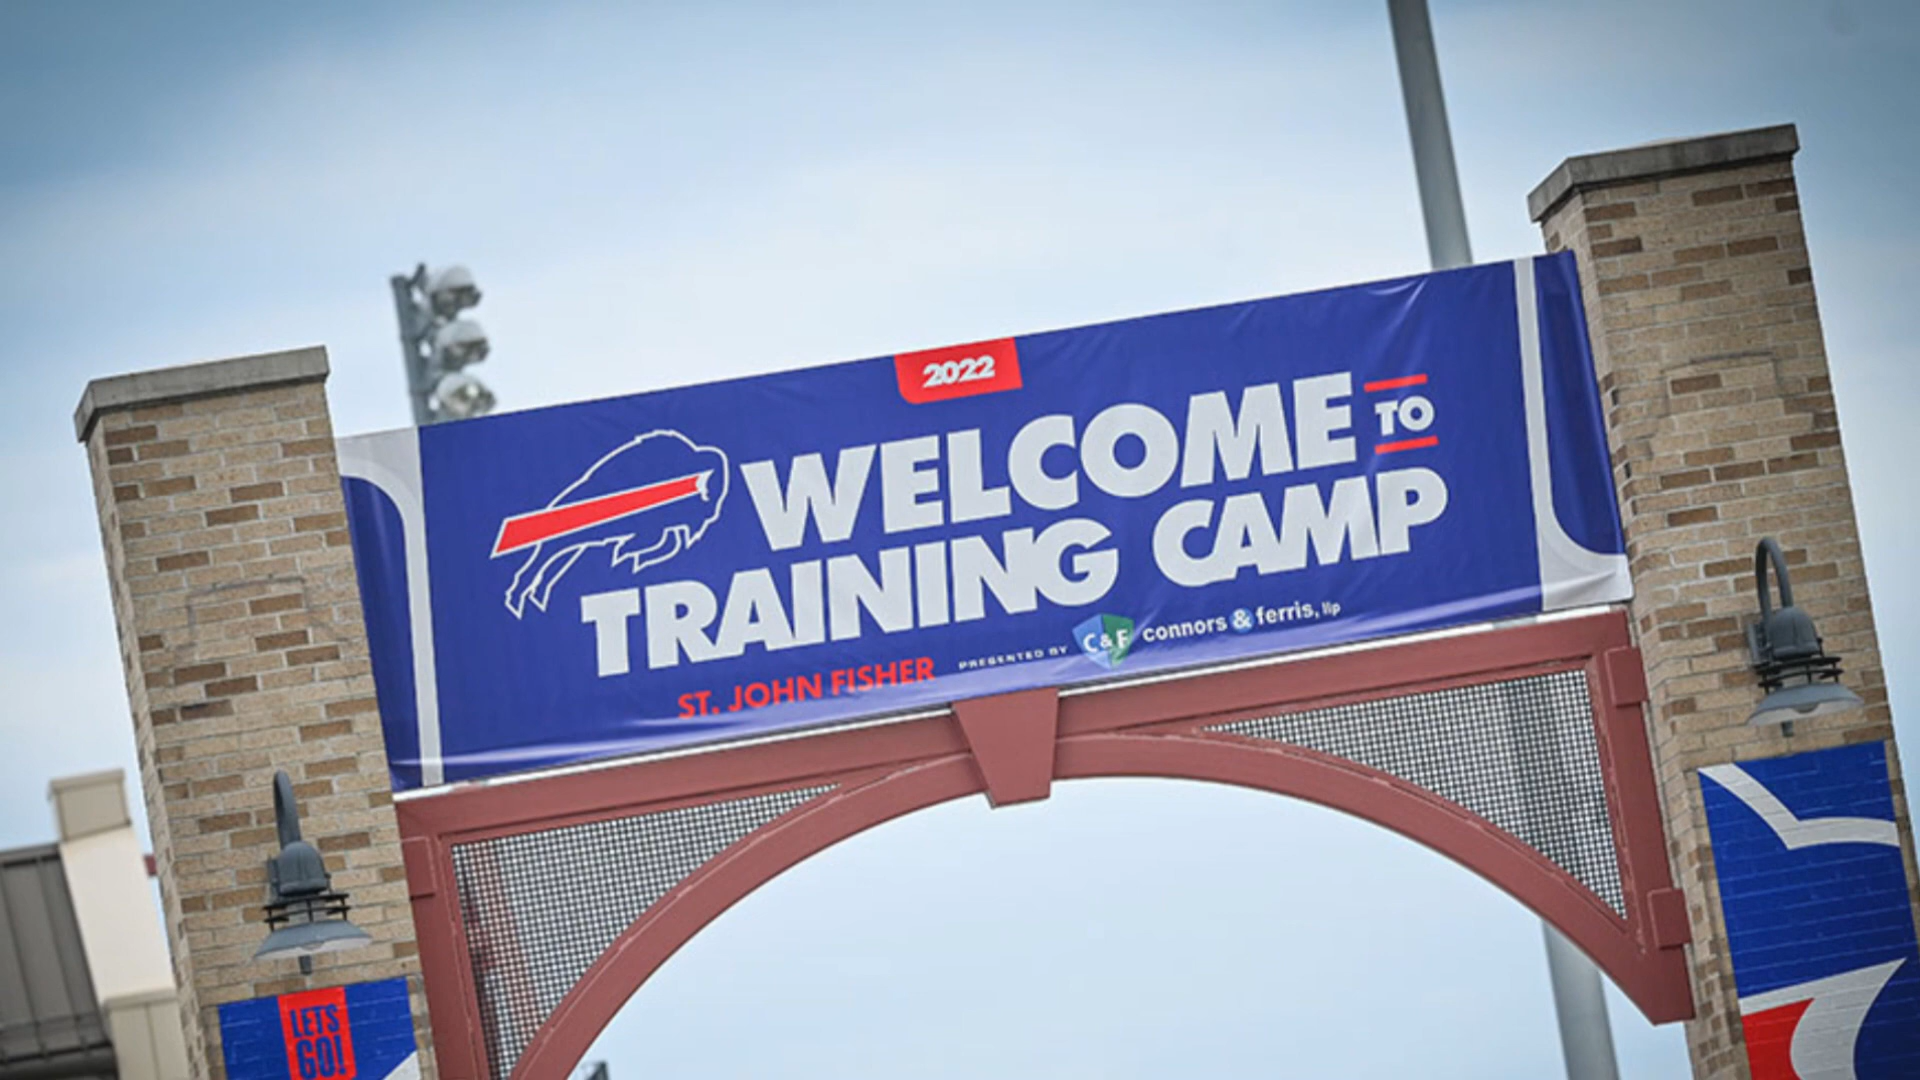 2022
WELCOME TO
TRAINING CAMP
ST. JOHN FISHER
PRESENTED BY C&F connors & ferris, llp
LETS
GO!